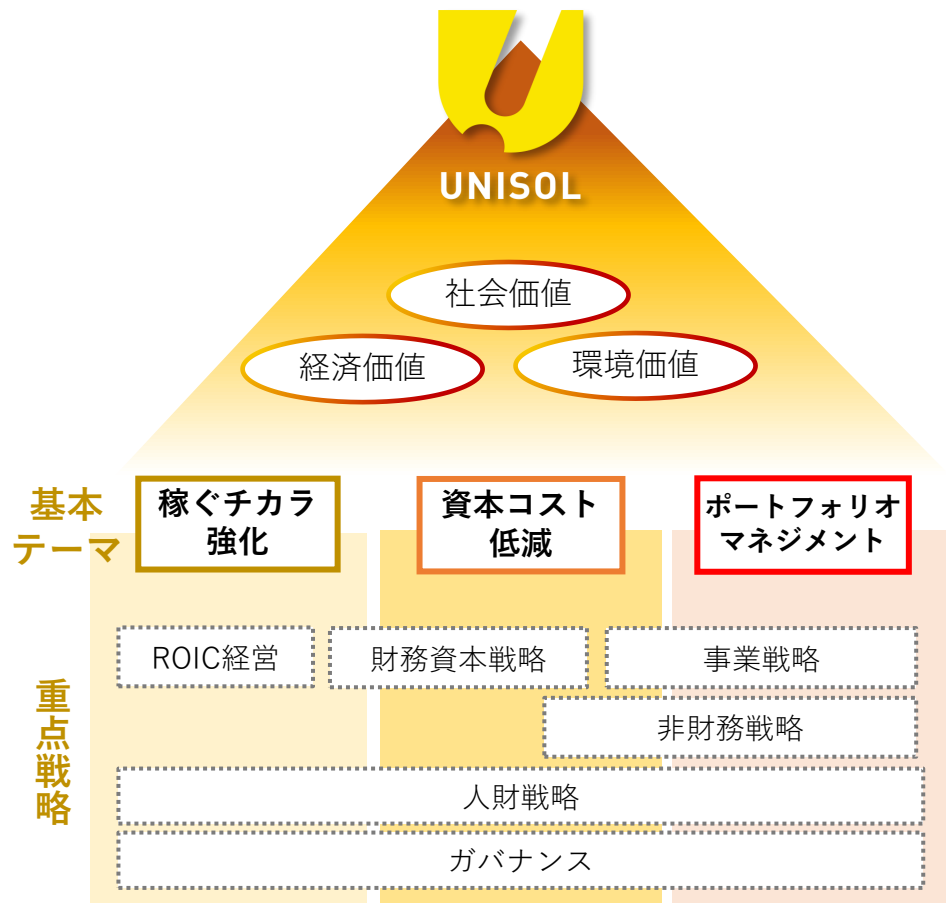 UNISOL
社会価値
経済価値
環境価値
基本
テーマ
稼ぐチカラ
強化
資本コスト
低減
ポートフォリオ
マネジメント
重点戦略
ROIC経営
財務資本戦略
事業戦略
非財務戦略
人財戦略
ガバナンス